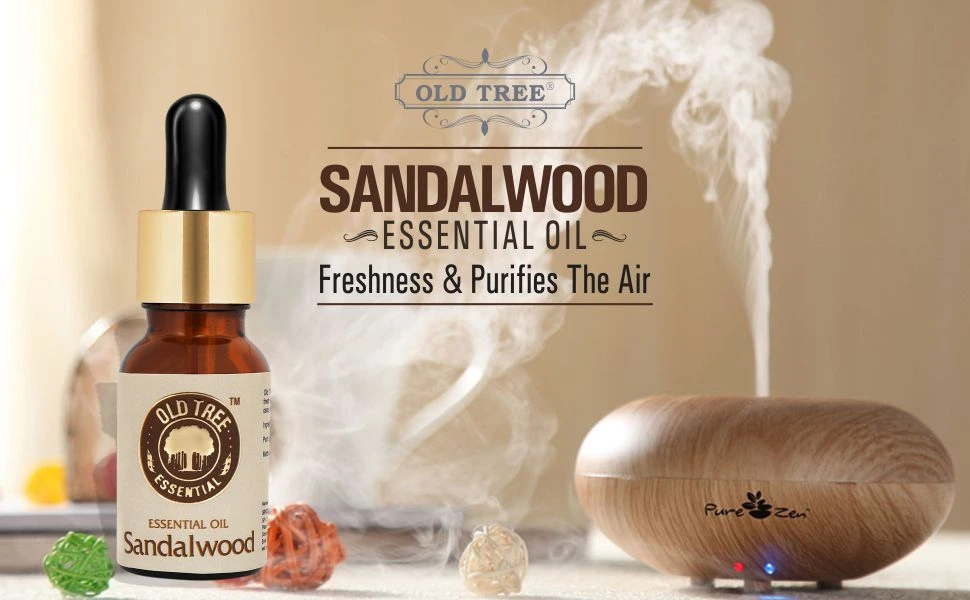 OLD TREE®
SANDALWOOD
ESSENTIAL OIL
Freshness & Purifies The Air
OLD TREE™
ESSENTIAL
ESSENTIAL OIL
Sandalwood
Pure Zen